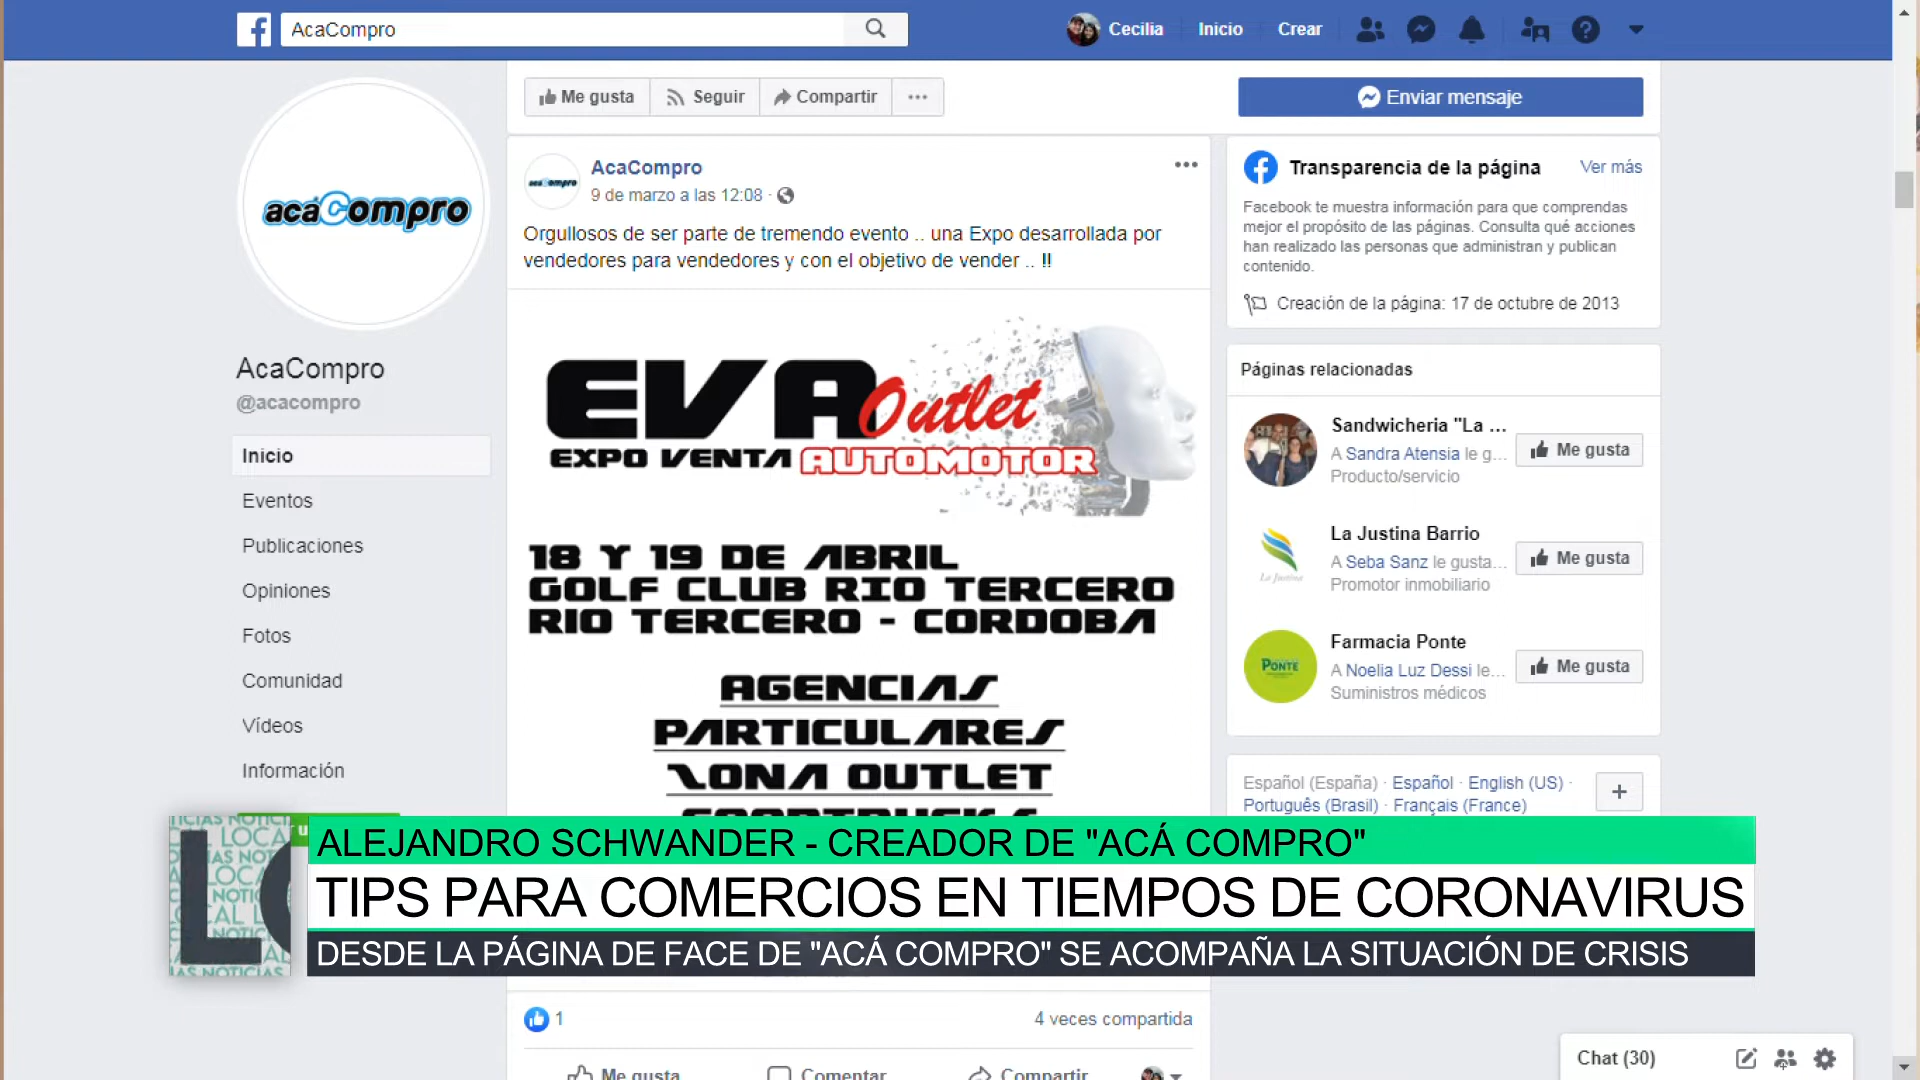 AcaCompro
Cecilia
Inicio
Crear
acáCompro
AcaCompro
@acacompro
Inicio
Eventos
Publicaciones
Opiniones
Fotos
Comunidad
Vídeos
Información
Me gusta
Seguir
Compartir
Enviar mensaje
acáCompro
AcaCompro
9 de marzo a las 12:08 ·
Orgullosos de ser parte de tremendo evento .. una Expo desarrollada por
vendedores para vendedores y con el objetivo de vender .. !!
EVA Outlet
EXPO VENTA AUTOMOTOR
18 Y 19 DE ABRIL
GOLF CLUB RIO TERCERO
RIO TERCERO - CORDOBA
AGENCIAS
PARTICULARES
ZONA OUTLET
Transparencia de la página
Ver más
Facebook te muestra información para que comprendas
mejor el propósito de las páginas. Consulta qué acciones
han realizado las personas que administran y publican
contenido.
Creación de la página: 17 de octubre de 2013
Páginas relacionadas
Sandwicheria "La ...
A Sandra Atensia le g...
Producto/servicio
Me gusta
La Justina
La Justina Barrio
A Seba Sanz le gusta...
Promotor inmobiliario
Me gusta
PONTE
Farmacia Ponte
A Noelia Luz Dessi le...
Suministros médicos
Me gusta
Español (España) · Español · English (US) ·
Português (Brasil) · Français (France)
ALEJANDRO SCHWANDER - CREADOR DE "ACÁ COMPRO"
TIPS PARA COMERCIOS EN TIEMPOS DE CORONAVIRUS
DESDE LA PÁGINA DE FACE DE "ACÁ COMPRO" SE ACOMPAÑA LA SITUACIÓN DE CRISIS
1
4 veces compartida
Me gusta
Comentar
Compartir
Chat (30)